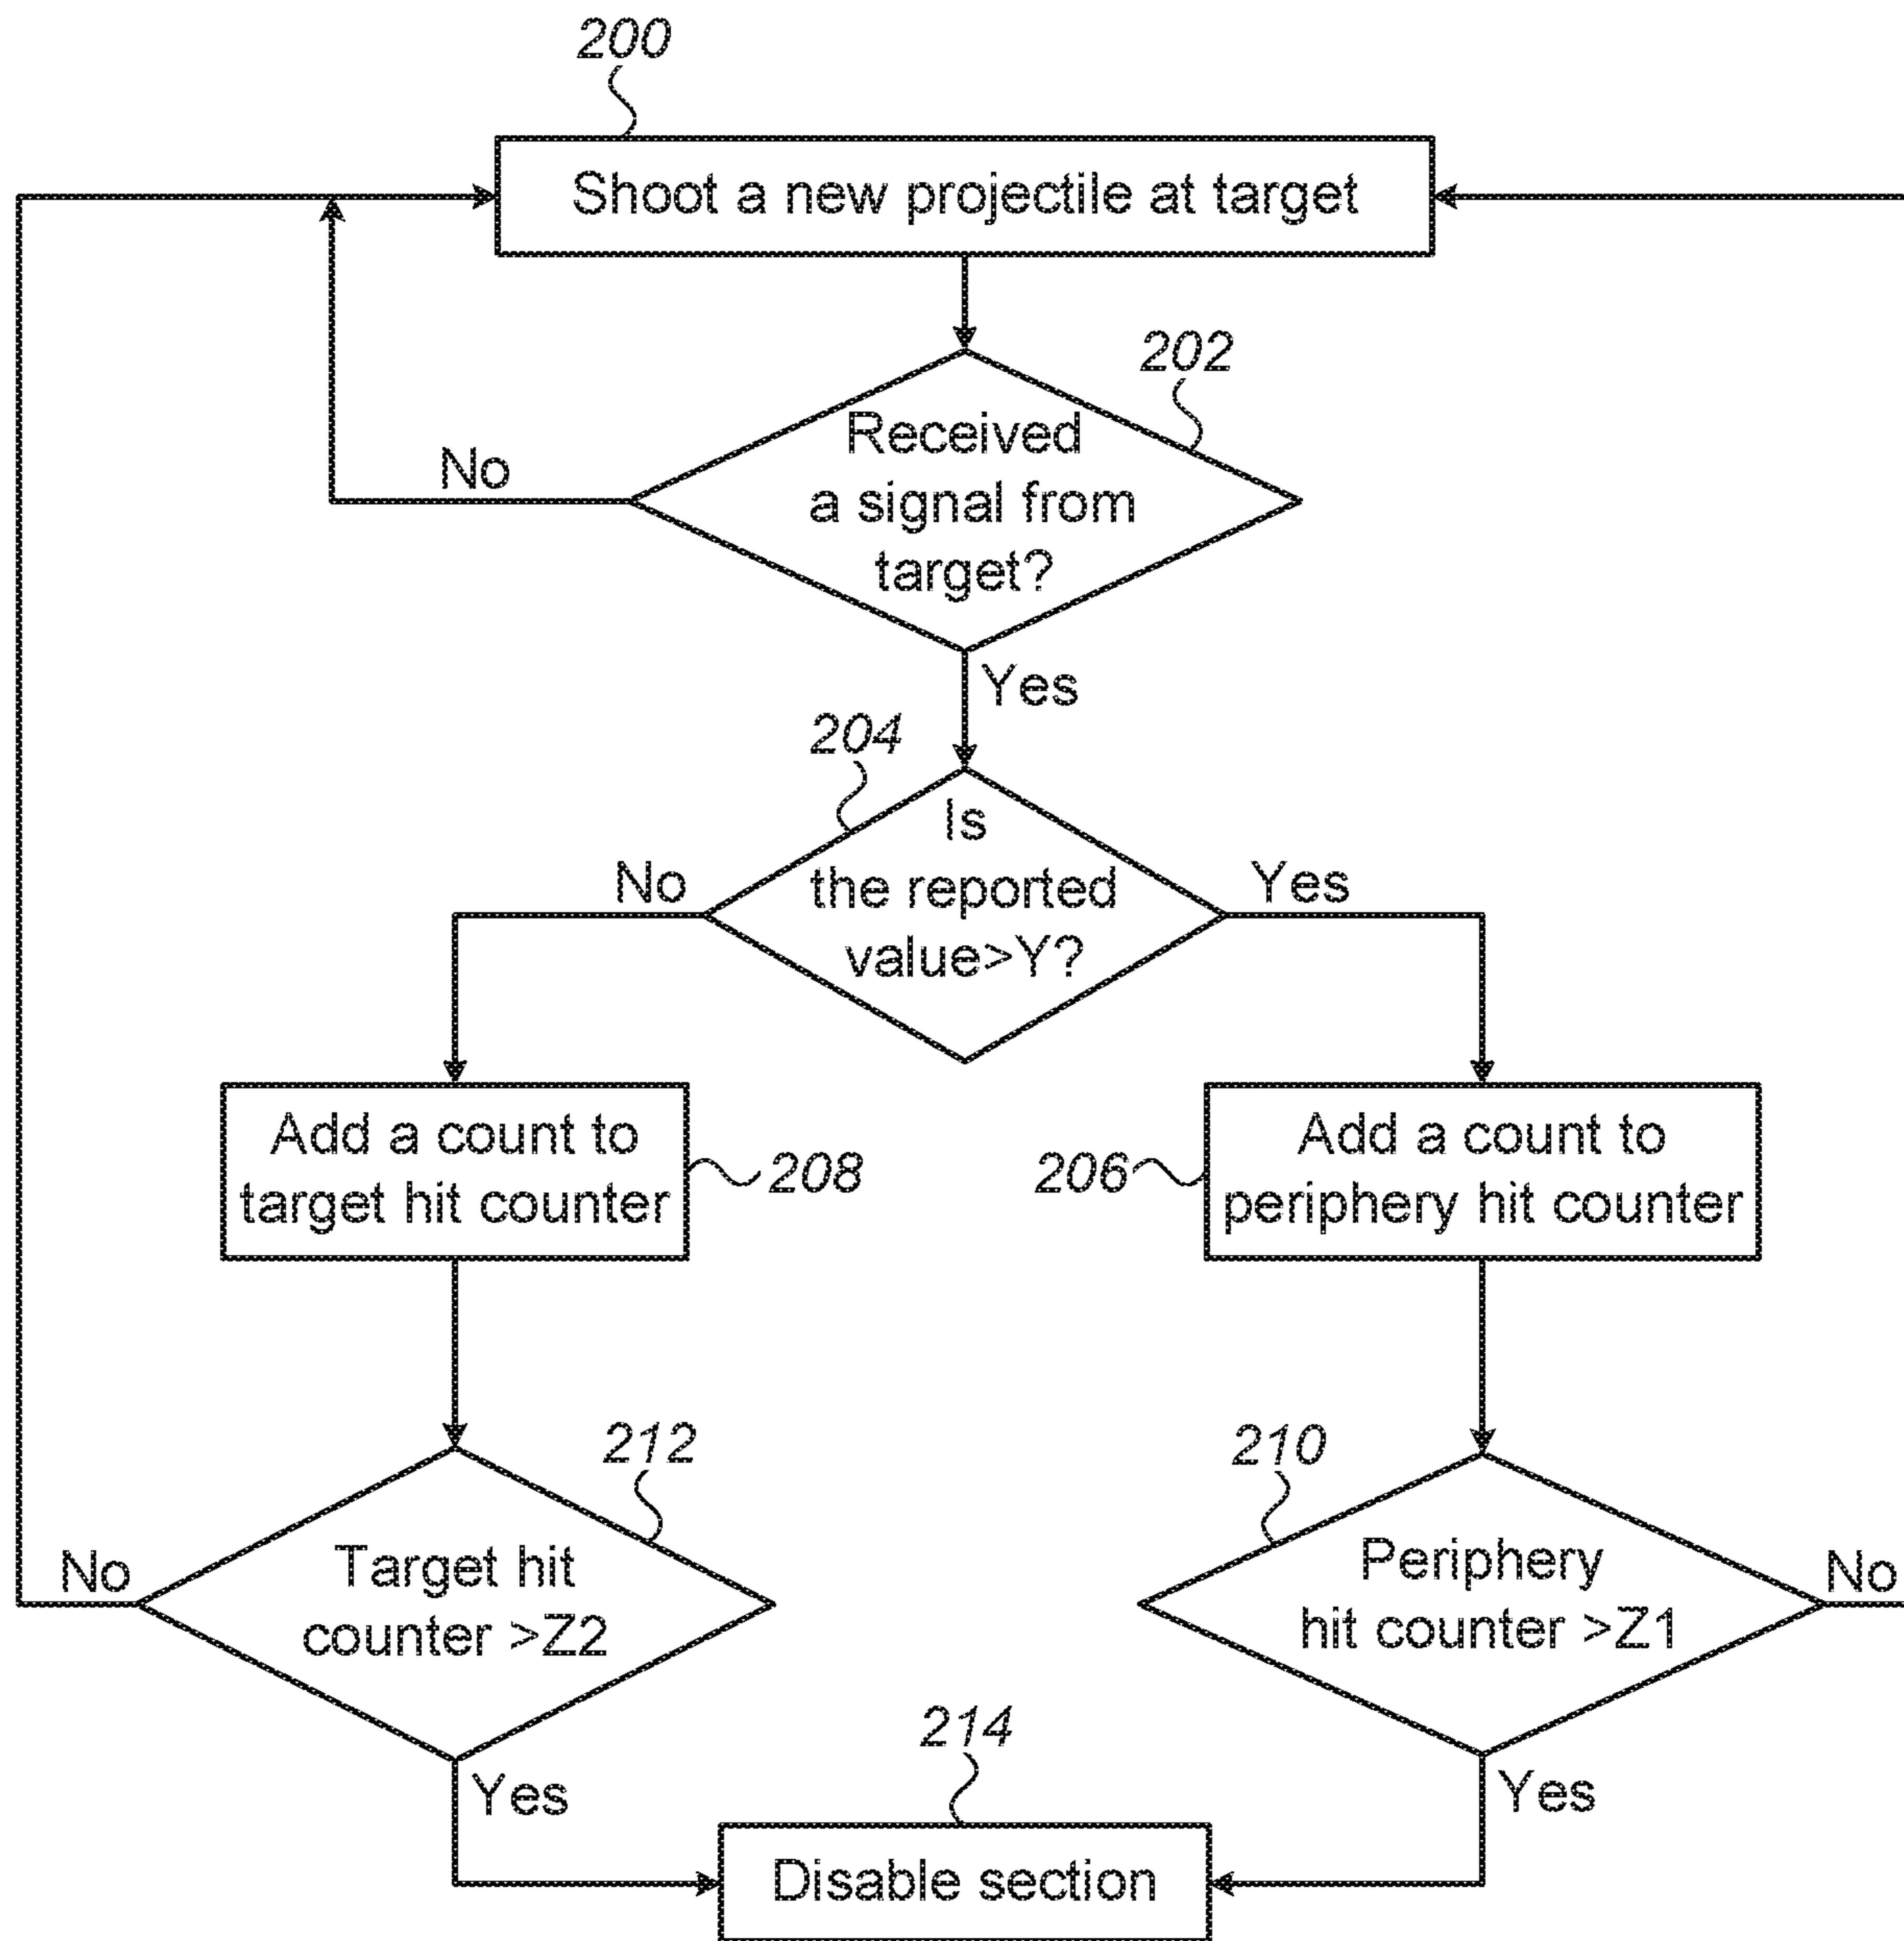 200
Shoot a new projectile at target
202
Received
a signal from
target?
No
Yes
204
Is
the reported
value>Y?
No
Yes
Add a count to
target hit counter
208
206
Add a count to
periphery hit counter
212
Target hit
counter >Z2
No
Yes
210
Periphery
hit counter >Z1
No
Yes
214
Disable section